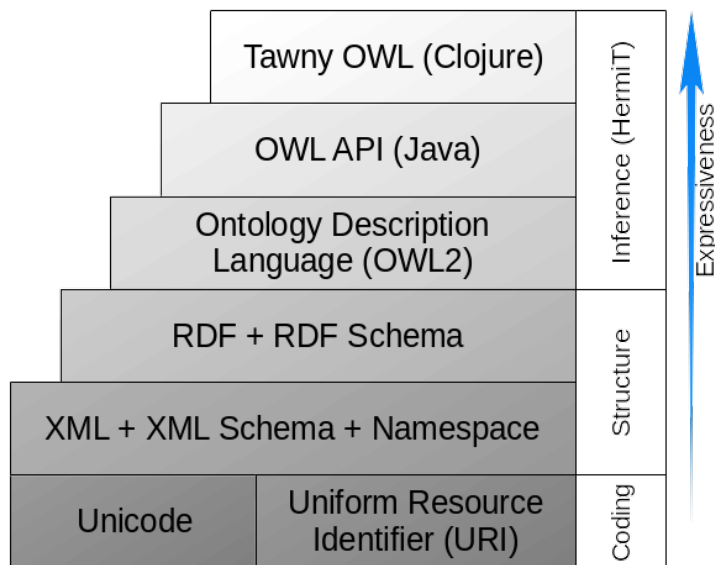 Tawny OWL (Clojure)
OWL API (Java)
Ontology Description
Language (OWL2)
RDF + RDF Schema
XML + XML Schema + Namespace
Unicode
Uniform Resource
Identifier (URI)
Inference (HermiT)
Structure
Coding
Expressiveness